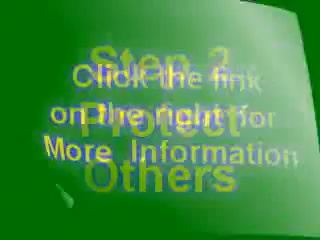 Step 2
Protect
Others
Click the link
on the right for
More Information